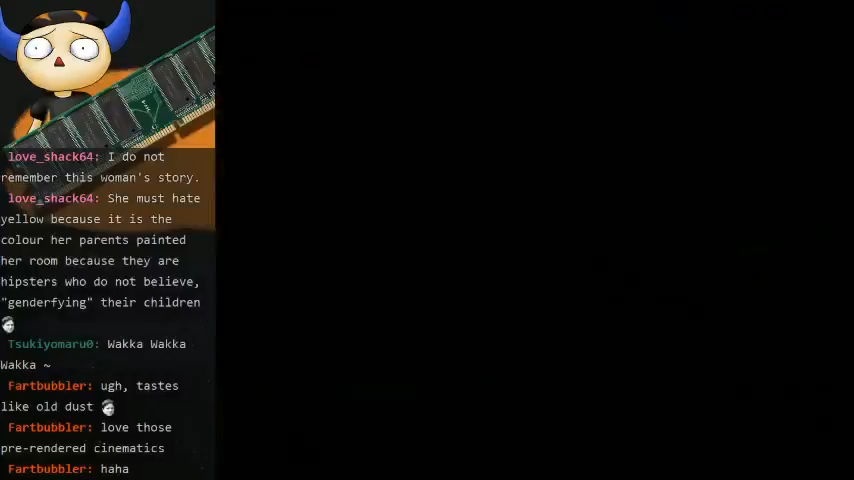 love_shack64: I do not
remember this woman's story.
love_shack64: She must hate
yellow because it is the
colour her parents painted
her room because they are
hipsters who do not believe,
"genderfying" their children
Tsukiyomaru0: Wakka Wakka
Wakka ~
Fartbubbler: ugh, tastes
like old dust
Fartbubbler: love those
pre-rendered cinematics
Fartbubbler: haha